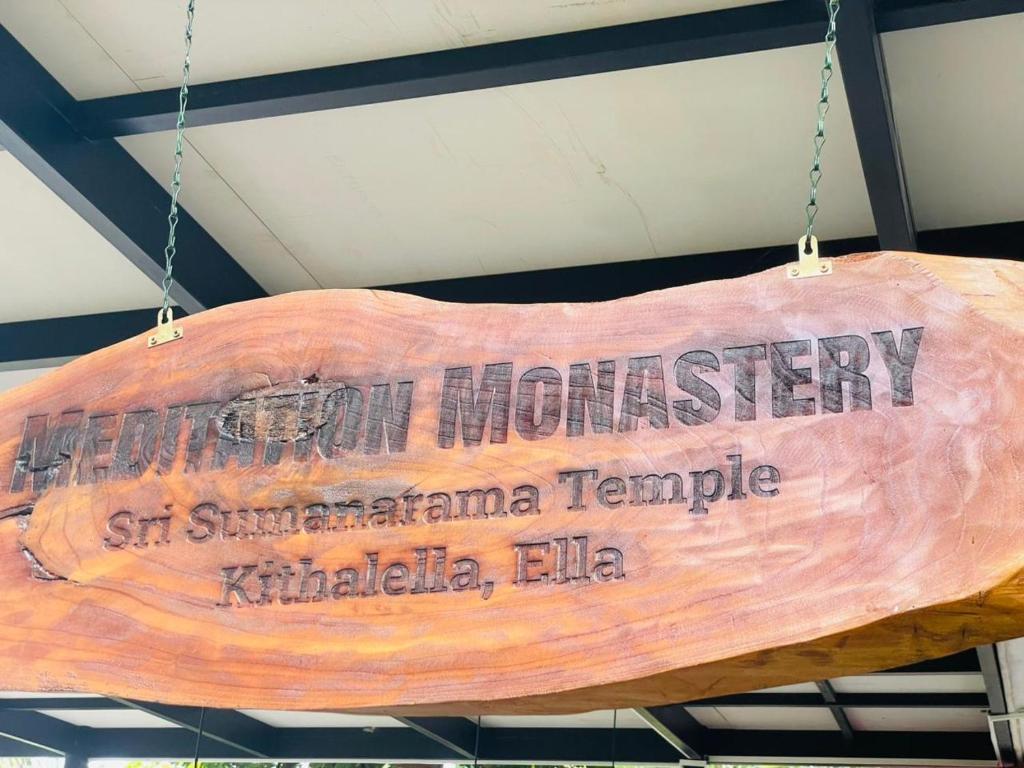 MEDITATION MONASTERY
Sri Sumanarama Temple
Kithalella, Ella